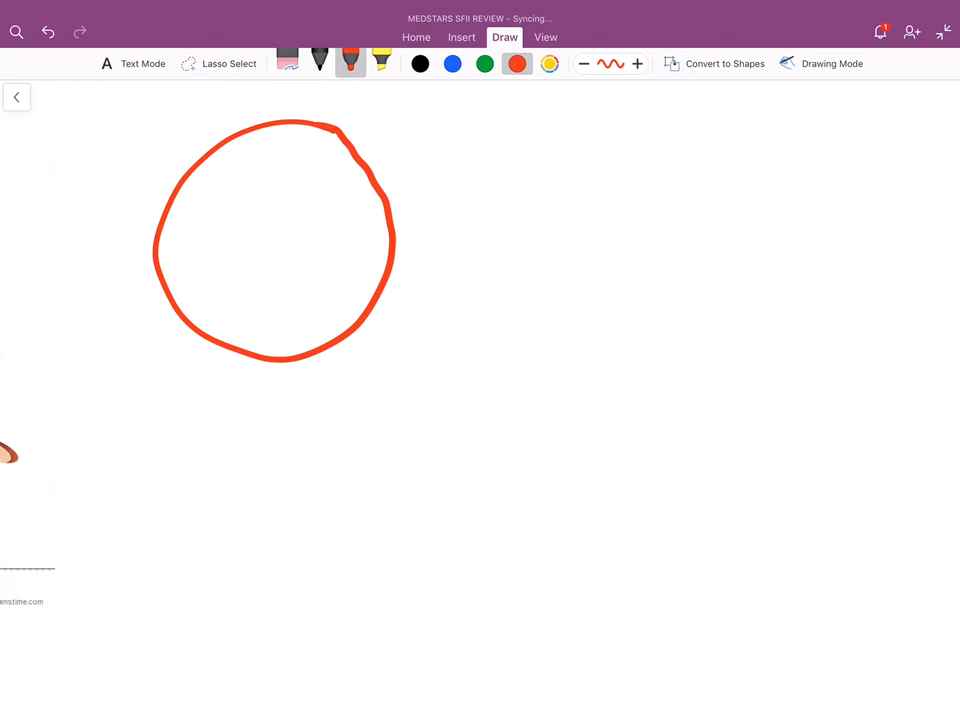 MEDSTARS SFII REVIEW - Syncing...
Home Insert Draw View
1
A Text Mode Lasso Select Convert to Shapes Drawing Mode
amstime.com